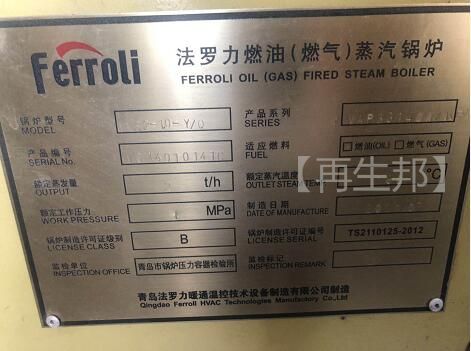 Ferroli 法罗力燃油(燃气)蒸汽锅炉
FERROLI OIL (GAS) FIRED STEAM BOILER
锅炉型号 产品系列
MODEL SERIES
产品编号 适应燃料 燃油(OIL) 燃气(GAS)
SERIAL No. FUEL
额定蒸发量 t/h 额定蒸汽温度 °C
OUTPUT OUTLET STEAM TEM
【再生邦】
额定工作压力 MPa 制造日期
WORK PRESSURE DATE OF MANUFACTURE
锅炉制造许可证级别 B 锅炉制造许可证编号 TS2110125-2012
LICENSE CLASS LICENSE SERIAL
监检单位 青岛市锅炉压力容器检验所 监检标记
INSPECTION OFFICE INSPECTION REMARK
青岛法罗力暖通温控技术设备制造有限公司
Qingdao Ferroli HVAC Technologies Manufactory Co.,Ltd